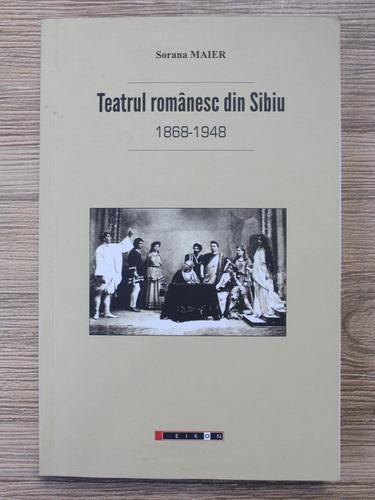 Sorana MAIER
Teatrul românesc din Sibiu
1868-1948
EIKON